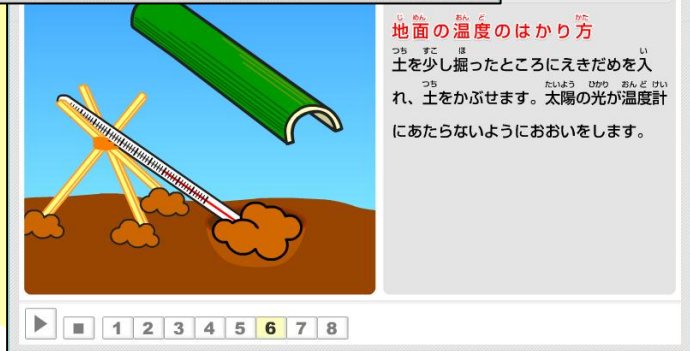 地面の温度のはかり方
土を少し掘ったところにえきだめを入
れ、土をかぶせます。太陽の光が温度計
にあたらないようにおおいをします。
1 2 3 4 5 6 7 8